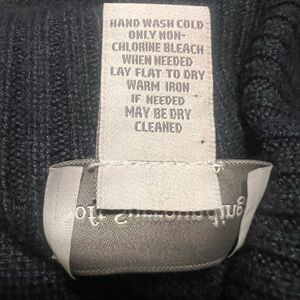 HAND WASH COLD
ONLY NON-
CHLORINE BLEACH
WHEN NEEDED
LAY FLAT TO DRY
WARM IRON
IF NEEDED
MAY BE DRY
CLEANED